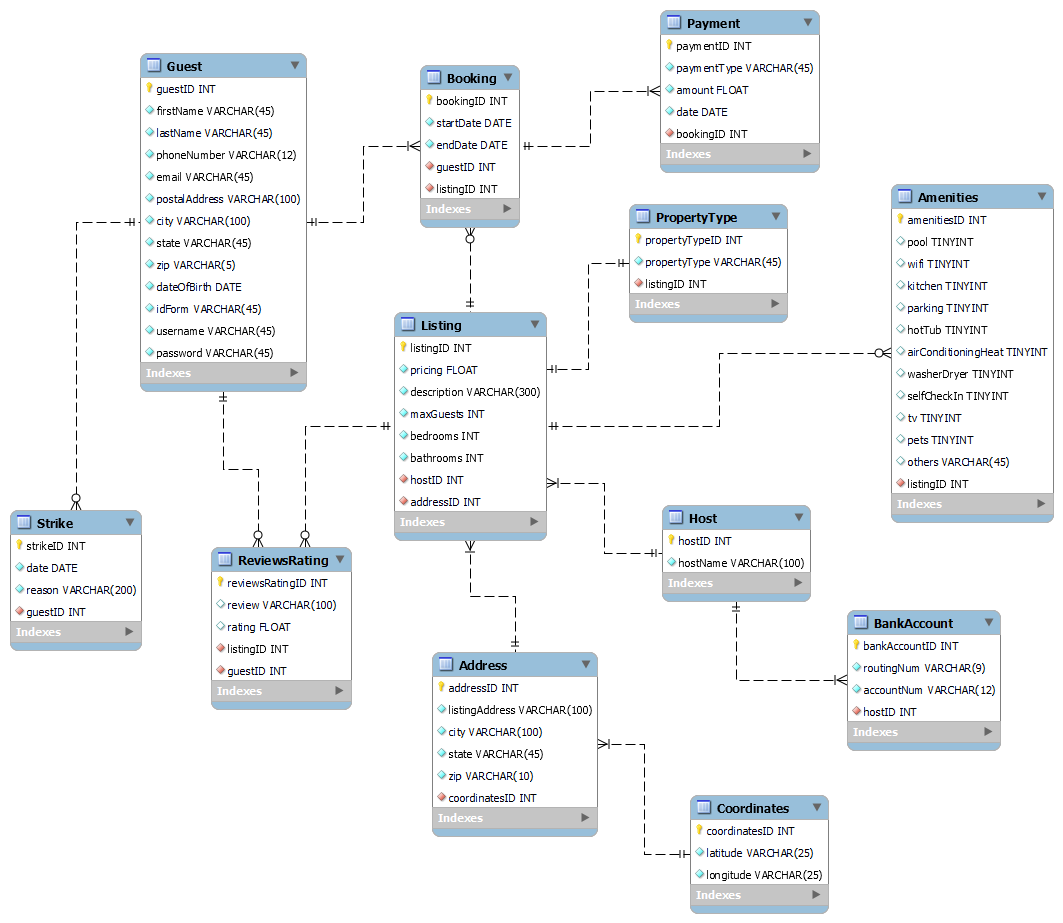 Payment
paymentID INT
paymentType VARCHAR(45)
amount FLOAT
date DATE
bookingID INT
Indexes
Guest
guestID INT
firstName VARCHAR(45)
lastName VARCHAR(45)
phoneNumber VARCHAR(12)
email VARCHAR(45)
postalAddress VARCHAR(100)
city VARCHAR(100)
state VARCHAR(45)
zip VARCHAR(5)
dateOfBirth DATE
idForm VARCHAR(45)
username VARCHAR(45)
password VARCHAR(45)
Indexes
Booking
bookingID INT
startDate DATE
endDate DATE
guestID INT
listingID INT
Indexes
Amenities
amenitiesID INT
pool TINYINT
wifi TINYINT
kitchen TINYINT
parking TINYINT
hotTub TINYINT
airConditioningHeat TINYINT
washerDryer TINYINT
selfCheckIn TINYINT
tv TINYINT
pets TINYINT
others VARCHAR(45)
listingID INT
Indexes
PropertyType
propertyTypeID INT
propertyType VARCHAR(45)
listingID INT
Indexes
Listing
listingID INT
pricing FLOAT
description VARCHAR(300)
maxGuests INT
bedrooms INT
bathrooms INT
hostID INT
addressID INT
Indexes
Host
hostID INT
hostName VARCHAR(100)
Indexes
Strike
strikeID INT
date DATE
reason VARCHAR(200)
guestID INT
Indexes
ReviewsRating
reviewsRatingID INT
review VARCHAR(100)
rating FLOAT
listingID INT
guestID INT
Indexes
BankAccount
bankAccountID INT
routingNum VARCHAR(9)
accountNum VARCHAR(12)
hostID INT
Indexes
Address
addressID INT
listingAddress VARCHAR(100)
city VARCHAR(100)
state VARCHAR(45)
zip VARCHAR(10)
coordinatesID INT
Indexes
Coordinates
coordinatesID INT
latitude VARCHAR(25)
longitude VARCHAR(25)
Indexes